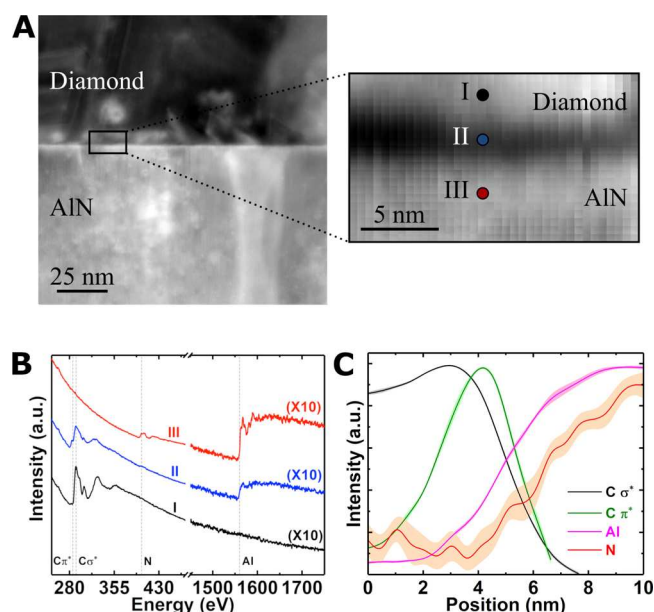 A
Diamond
AlN
25 nm
I
Diamond
II
III
AlN
5 nm
B
Intensity (a.u.)
III
(X10)
II
(X10)
I
(X10)
Cπ*
Cσ*
N
Al
280 355 430 1500 1600 1700
Energy (eV)
C
Intensity (a.u.)
C σ*
C π*
Al
N
0 2 4 6 8 10
Position (nm)